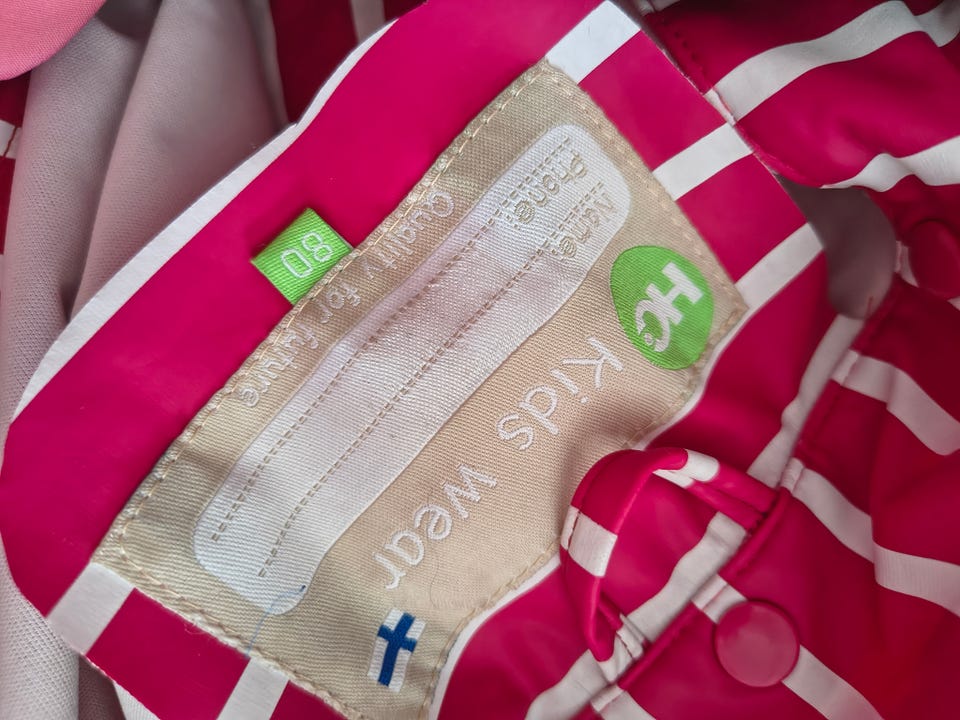 HC
Kids Wear
Name
Phone
Quality for future
80